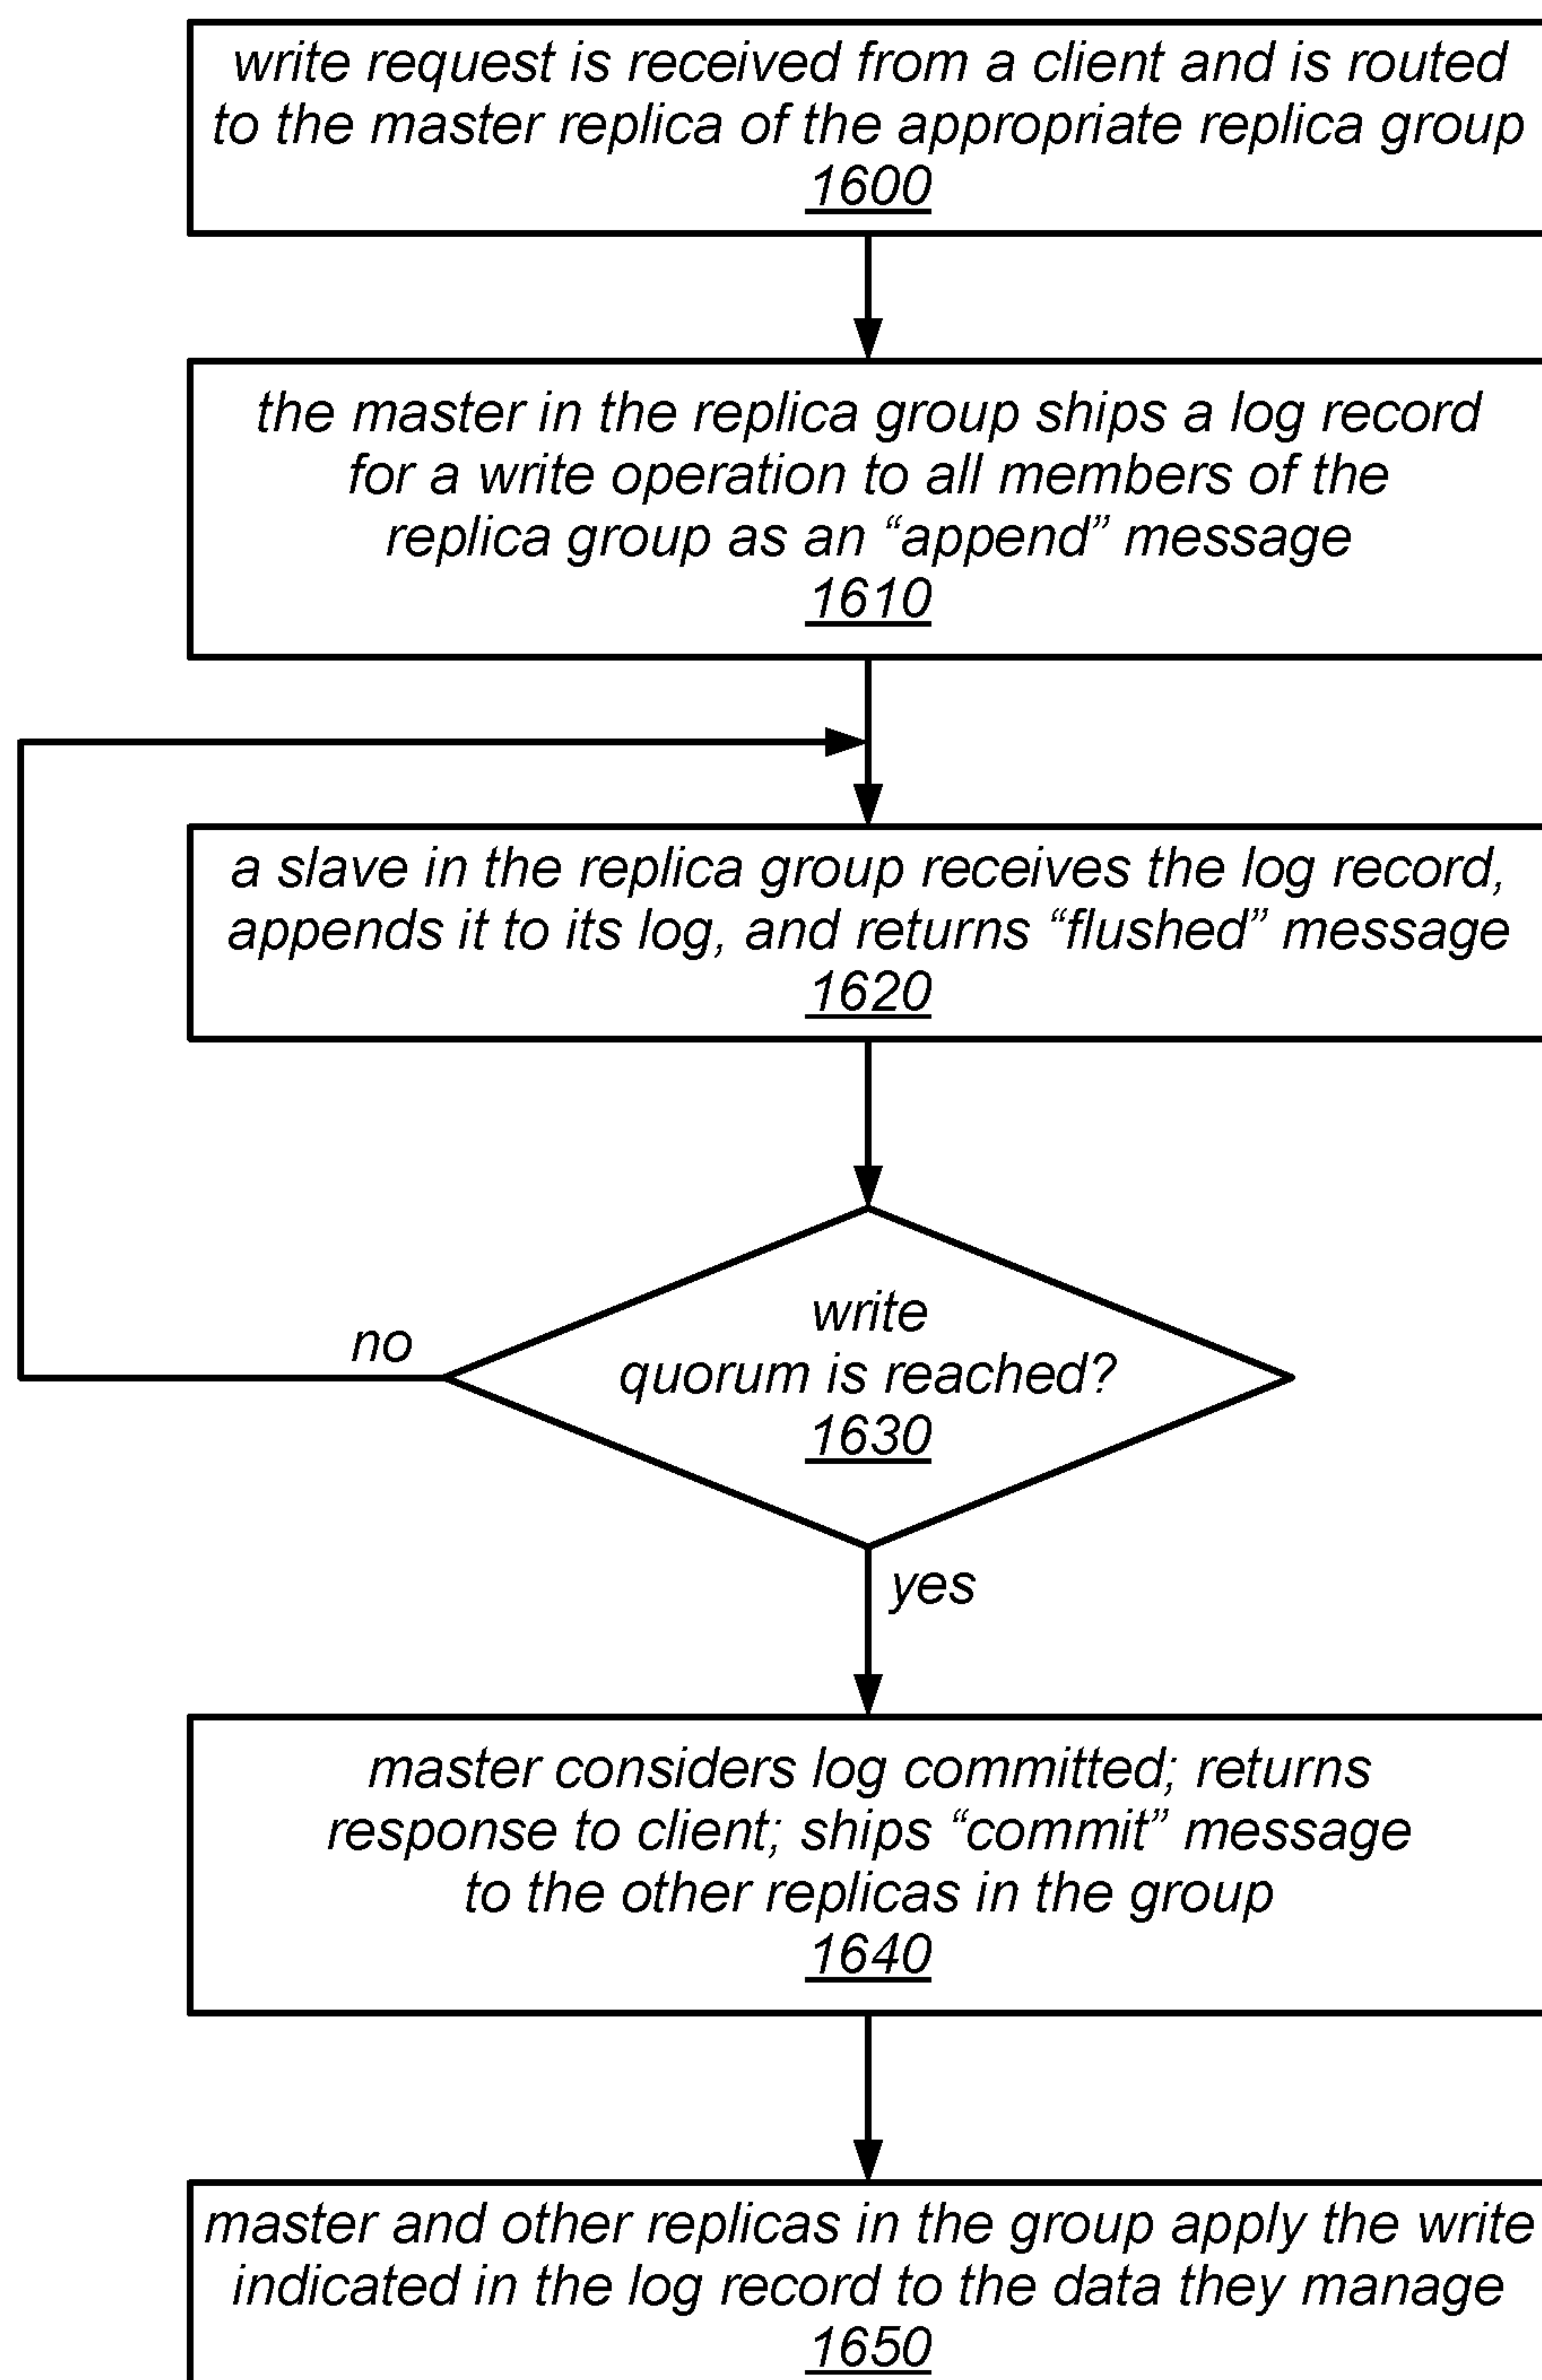 write request is received from a client and is routed
to the master replica of the appropriate replica group
1600
the master in the replica group ships a log record
for a write operation to all members of the
replica group as an “append” message
1610
a slave in the replica group receives the log record,
appends it to its log, and returns “flushed” message
1620
write
quorum is reached?
1630
no
yes
master considers log committed; returns
response to client; ships “commit” message
to the other replicas in the group
1640
master and other replicas in the group apply the write
indicated in the log record to the data they manage
1650